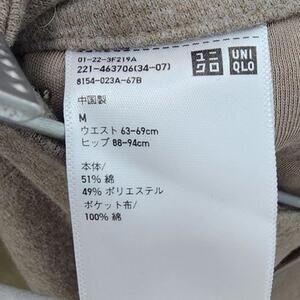 01-22-3F219A
221-463706(34-07)
8154-023A-67B
ユニ
クロ
UNI
QLO
中国製
M
ウエスト 63-69cm
ヒップ 88-94cm
本体/
51% 綿
49% ポリエステル
ポケット布/
100% 綿